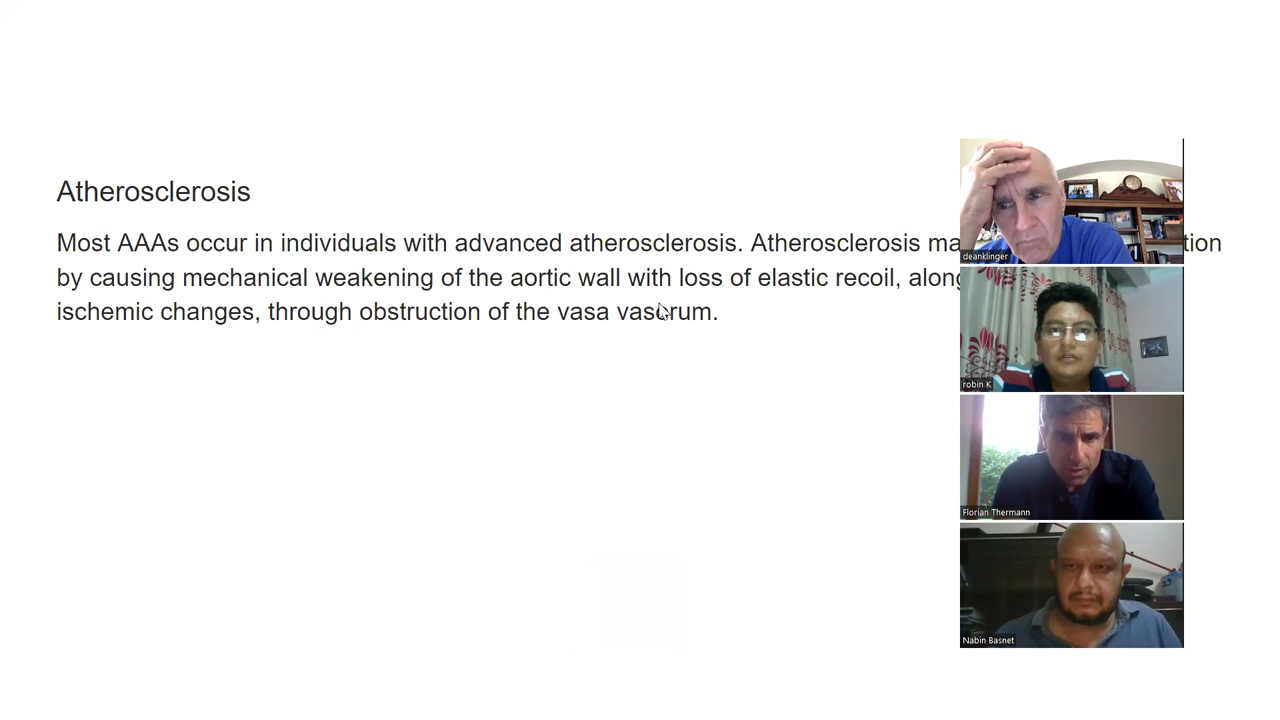 Atherosclerosis
Most AAAs occur in individuals with advanced atherosclerosis. Atherosclerosis
tion
by causing mechanical weakening of the aortic wall with loss of elastic recoil,
ischemic changes, through obstruction of the vasa vasorum.
deanklinger
robin K
Florian Thermann
Nabin Basnet